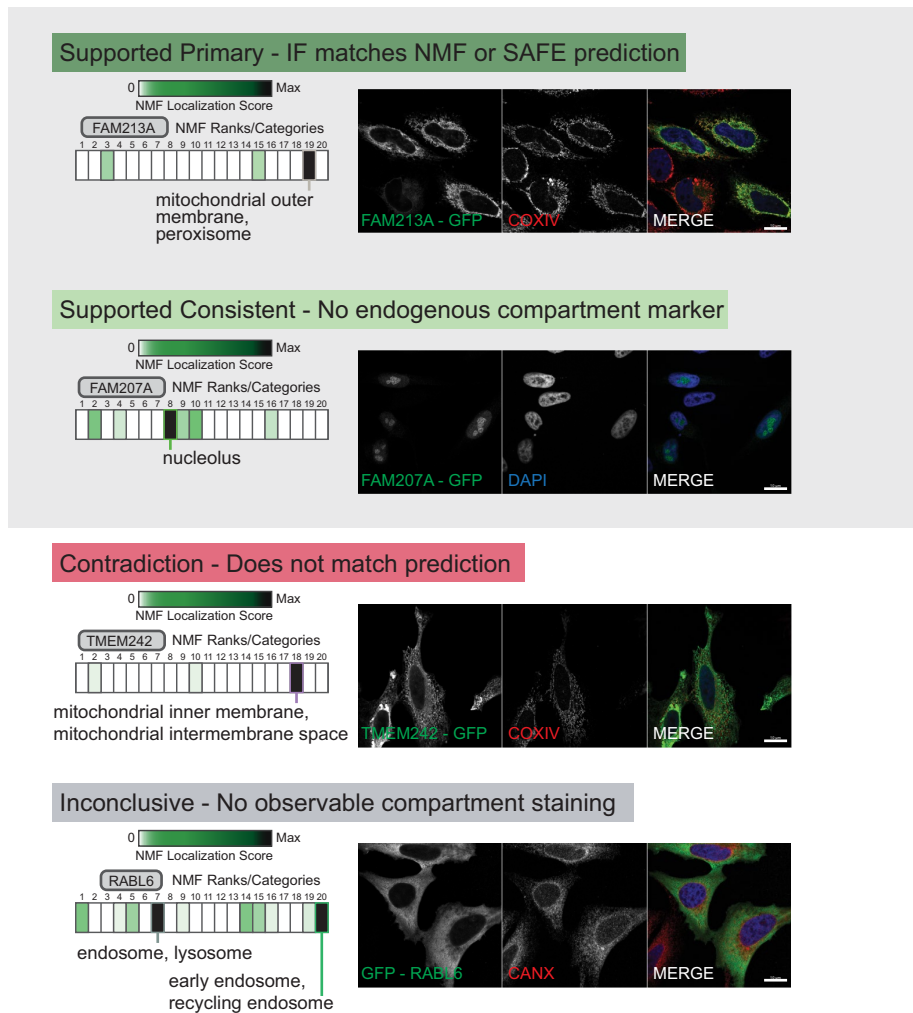 Supported Primary - IF matches NMF or SAFE prediction
0 Max
NMF Localization Score
FAM213A NMF Ranks/Categories
1 2 3 4 5 6 7 8 9 10 11 12 13 14 15 16 17 18 19 20
mitochondrial outer
membrane,
peroxisome
FAM213A - GFP COXIV MERGE
10 µm
Supported Consistent - No endogenous compartment marker
0 Max
NMF Localization Score
FAM207A NMF Ranks/Categories
1 2 3 4 5 6 7 8 9 10 11 12 13 14 15 16 17 18 19 20
nucleolus
FAM207A - GFP DAPI MERGE
10 µm
Contradiction - Does not match prediction
0 Max
NMF Localization Score
TMEM242 NMF Ranks/Categories
1 2 3 4 5 6 7 8 9 10 11 12 13 14 15 16 17 18 19 20
mitochondrial inner membrane,
mitochondrial intermembrane space
TMEM242 - GFP COXIV MERGE
10 µm
Inconclusive - No observable compartment staining
0 Max
NMF Localization Score
RABL6 NMF Ranks/Categories
1 2 3 4 5 6 7 8 9 10 11 12 13 14 15 16 17 18 19 20
endosome, lysosome
early endosome,
recycling endosome
GFP - RABL6 CANX MERGE
10 µm